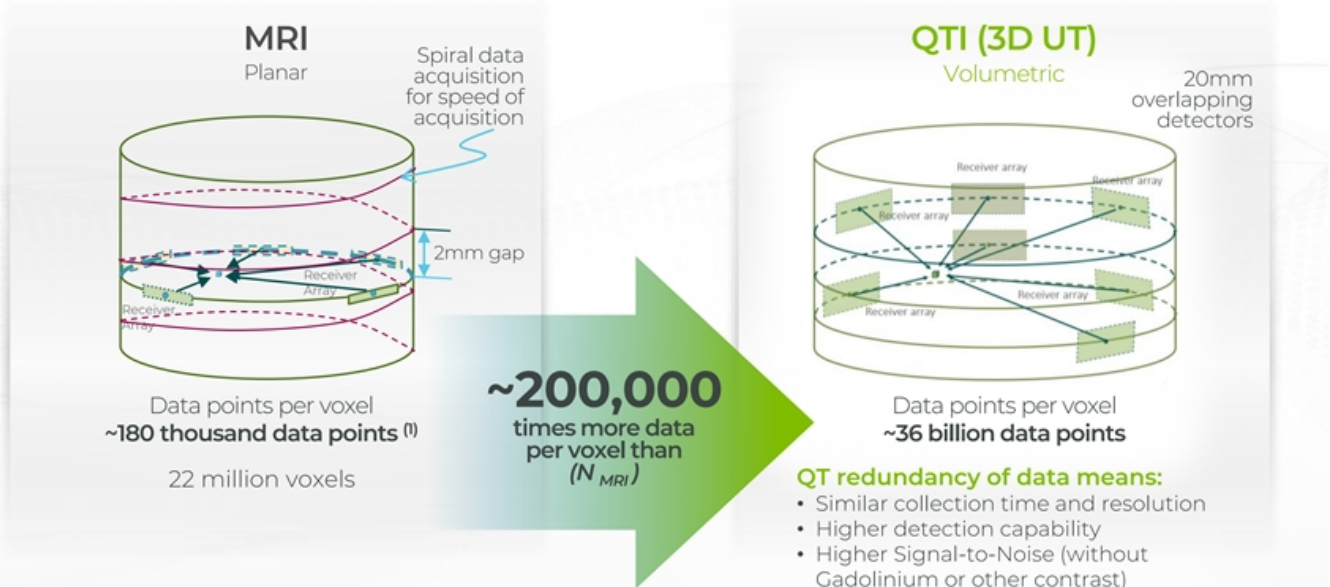 MRI
Planar
Spiral data
acquisition
for speed of
acquisition
2mm gap
Receiver
Array
Receiver
Array
Data points per voxel
~180 thousand data points (1)
22 million voxels
~200,000
times more data
per voxel than
(N MRI)
QTI (3D UT)
Volumetric
20mm
overlapping
detectors
Receiver array
Receiver array
Receiver array
Receiver array
Receiver array
Data points per voxel
~36 billion data points
QT redundancy of data means:
• Similar collection time and resolution
• Higher detection capability
• Higher Signal-to-Noise (without
Gadolinium or other contrast)